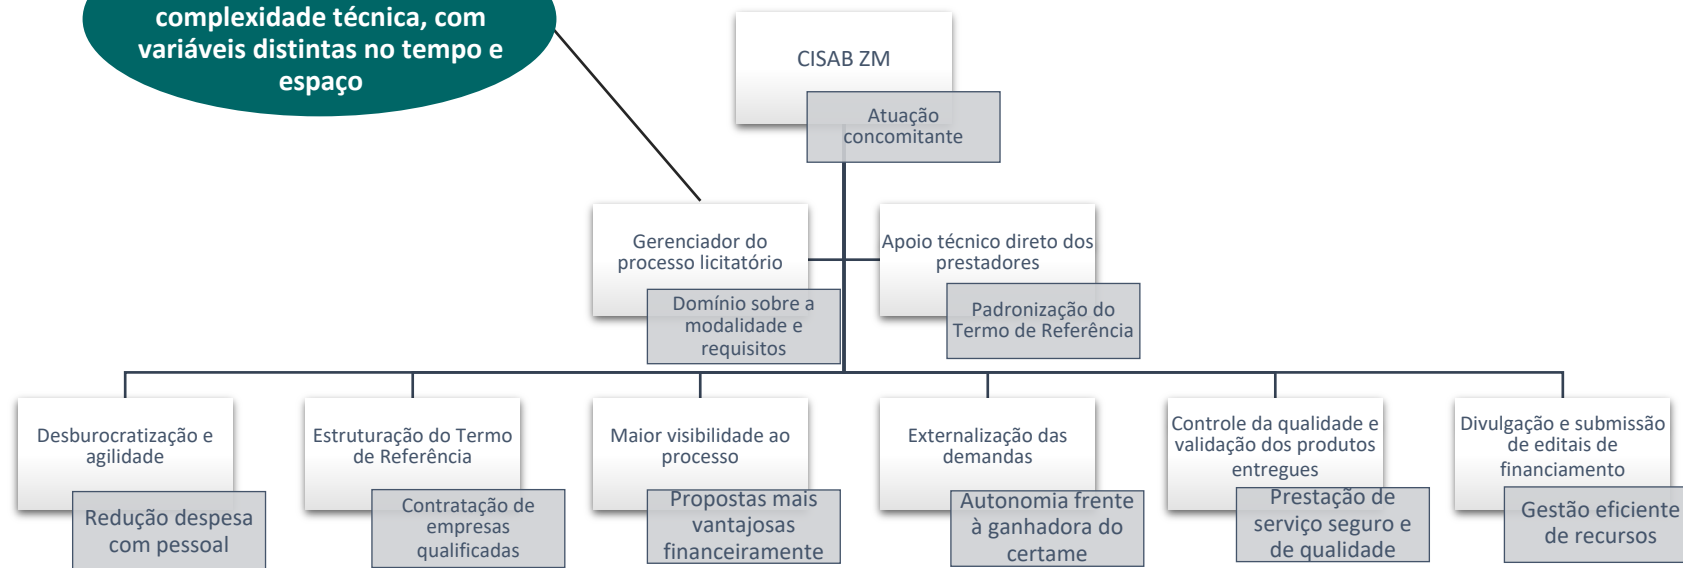 complexidade técnica, com
variáveis distintas no tempo e
espaço
CISAB ZM
Atuação
concomitante
Gerenciador do
processo licitatório
Domínio sobre a
modalidade e
requisitos
Apoio técnico direto dos
prestadores
Padronização do
Termo de Referência
Desburocratização e
agilidade
Redução despesa
com pessoal
Estruturação do Termo
de Referência
Contratação de
empresas
qualificadas
Maior visibilidade ao
processo
Propostas mais
vantajosas
financeiramente
Externalização das
demandas
Autonomia frente
à ganhadora do
certame
Controle da qualidade e
validação dos produtos
entregues
Prestação de
serviço seguro e
de qualidade
Divulgação e submissão
de editais de
financiamento
Gestão eficiente
de recursos